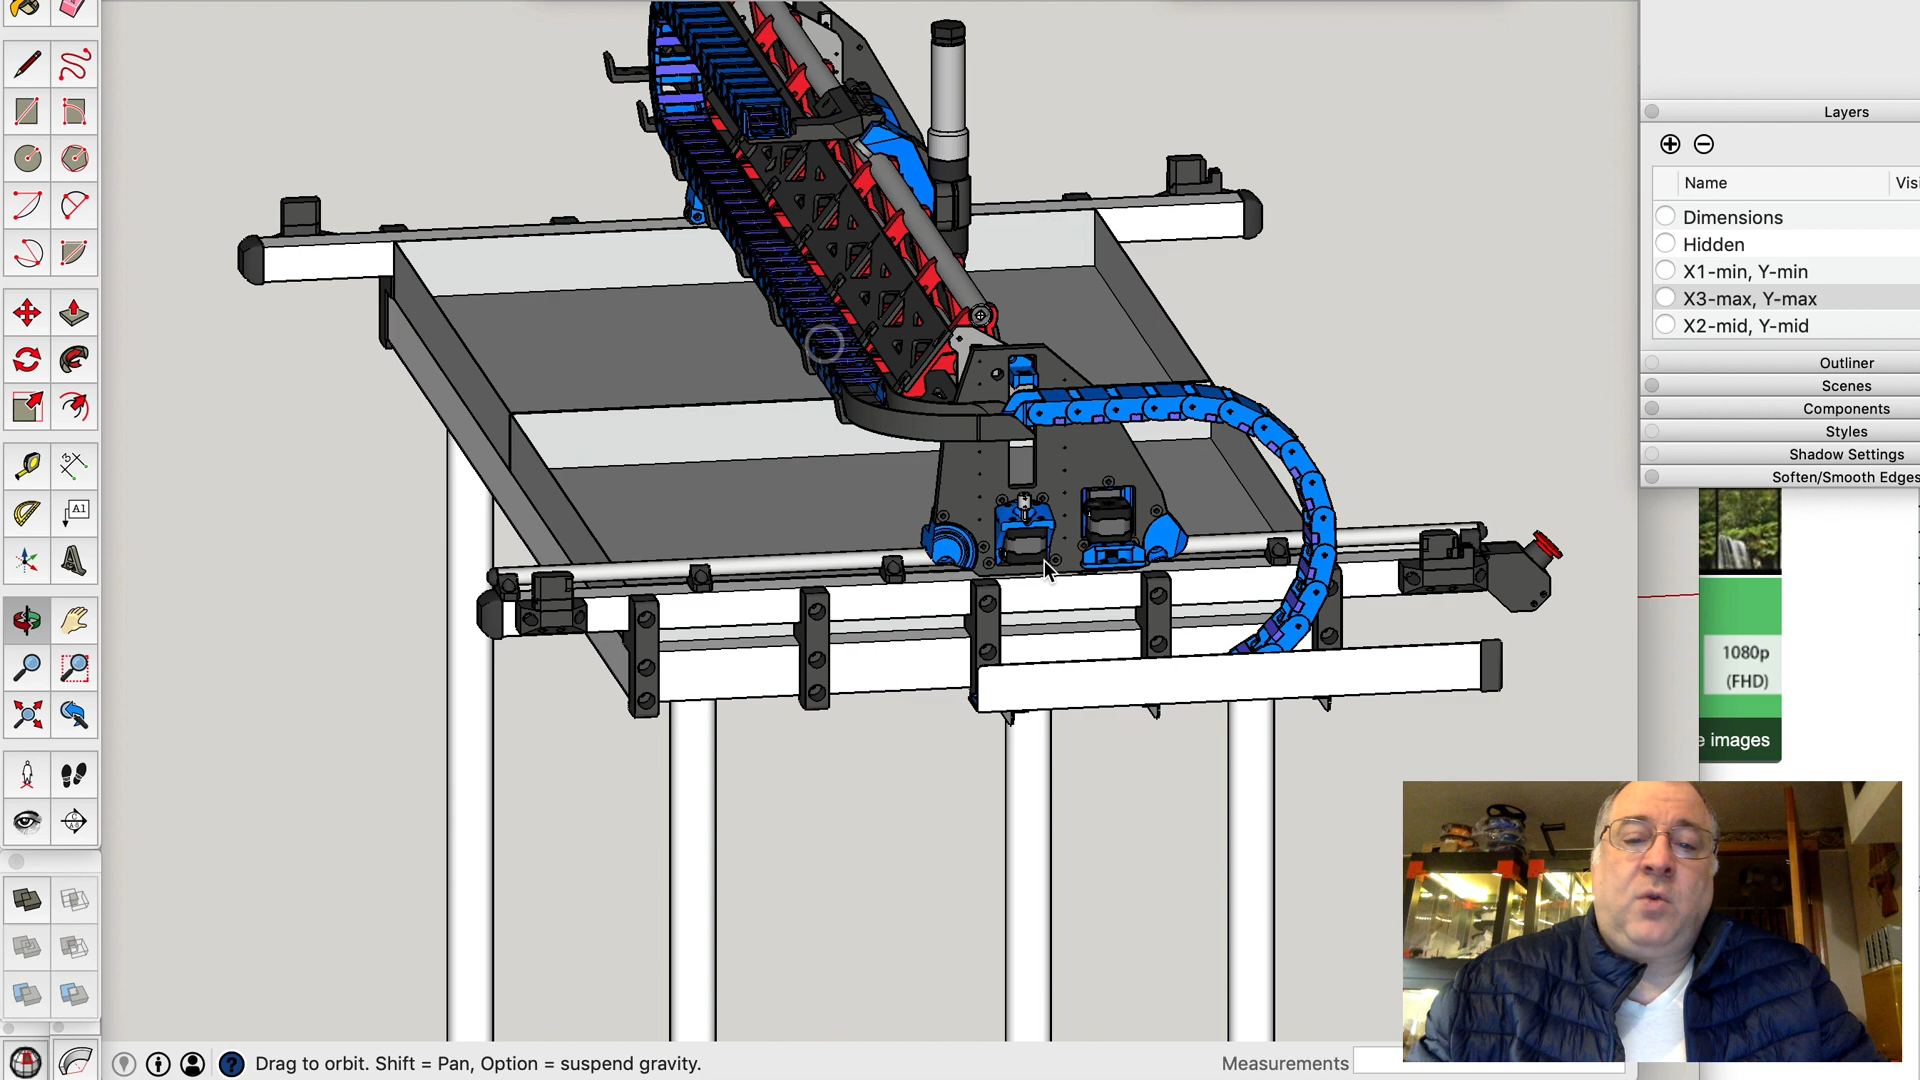 Layers
Name
Visi
Dimensions
Hidden
X1-min, Y-min
X3-max, Y-max
X2-mid, Y-mid
Outliner
Scenes
Components
Styles
Shadow Settings
Soften/Smooth Edges
A1
1080p
(FHD)
e images
Drag to orbit. Shift = Pan, Option = suspend gravity.
Measurements